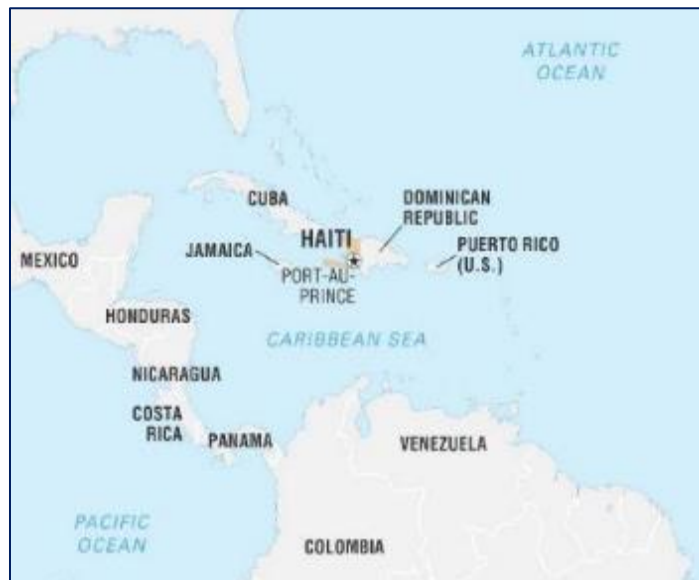 ATLANTIC
OCEAN
CUBA
DOMINICAN
REPUBLIC
HAITI
JAMAICA
PUERTO RICO
(U.S.)
MEXICO
PORT-AU-
PRINCE
HONDURAS
CARIBBEAN SEA
NICARAGUA
COSTA
RICA
PANAMA
VENEZUELA
PACIFIC
OCEAN
COLOMBIA